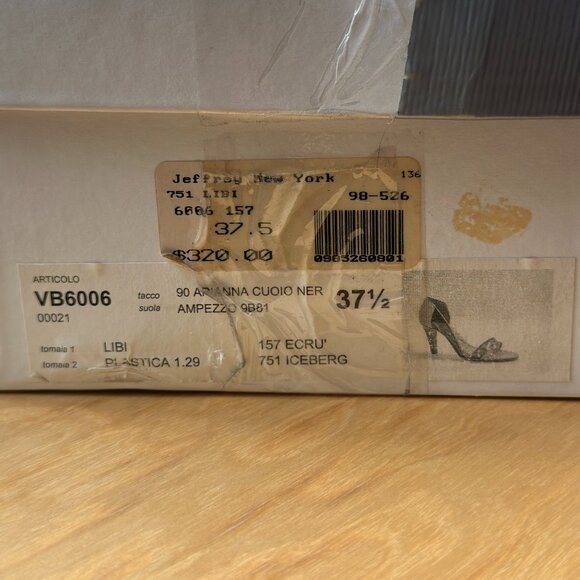 Jeffrey New York 136
751 LIBI 98-526
6006 157
37.5
$320.00 0985260801
ARTICOLO
VB6006 tacco 90 ARIANNA CUOIO NER 37½
00021 suola AMPEZZO 9B81
tomaia 1 LIBI 157 ECRU'
tomaia 2 PLASTICA 1.29 751 ICEBERG